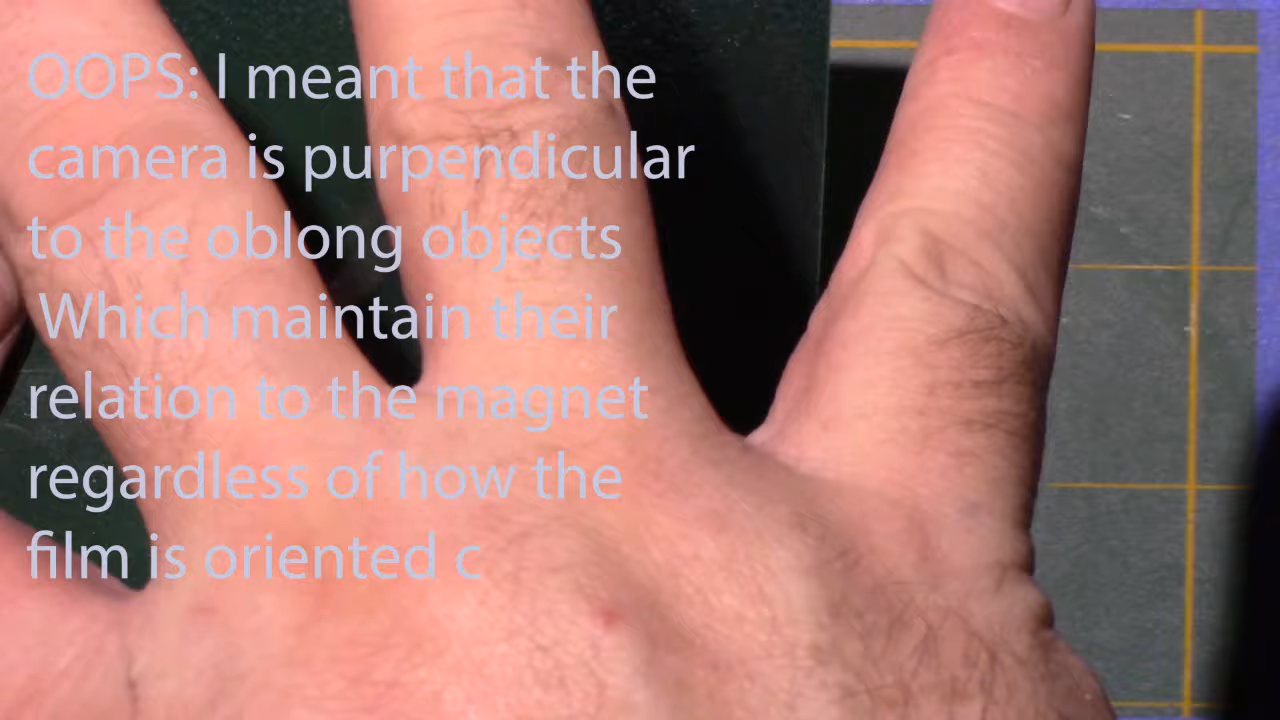 OOPS: I meant that the
camera is purpendicular
to the oblong objects
Which maintain their
relation to the magnet
regardless of how the
film is oriented c